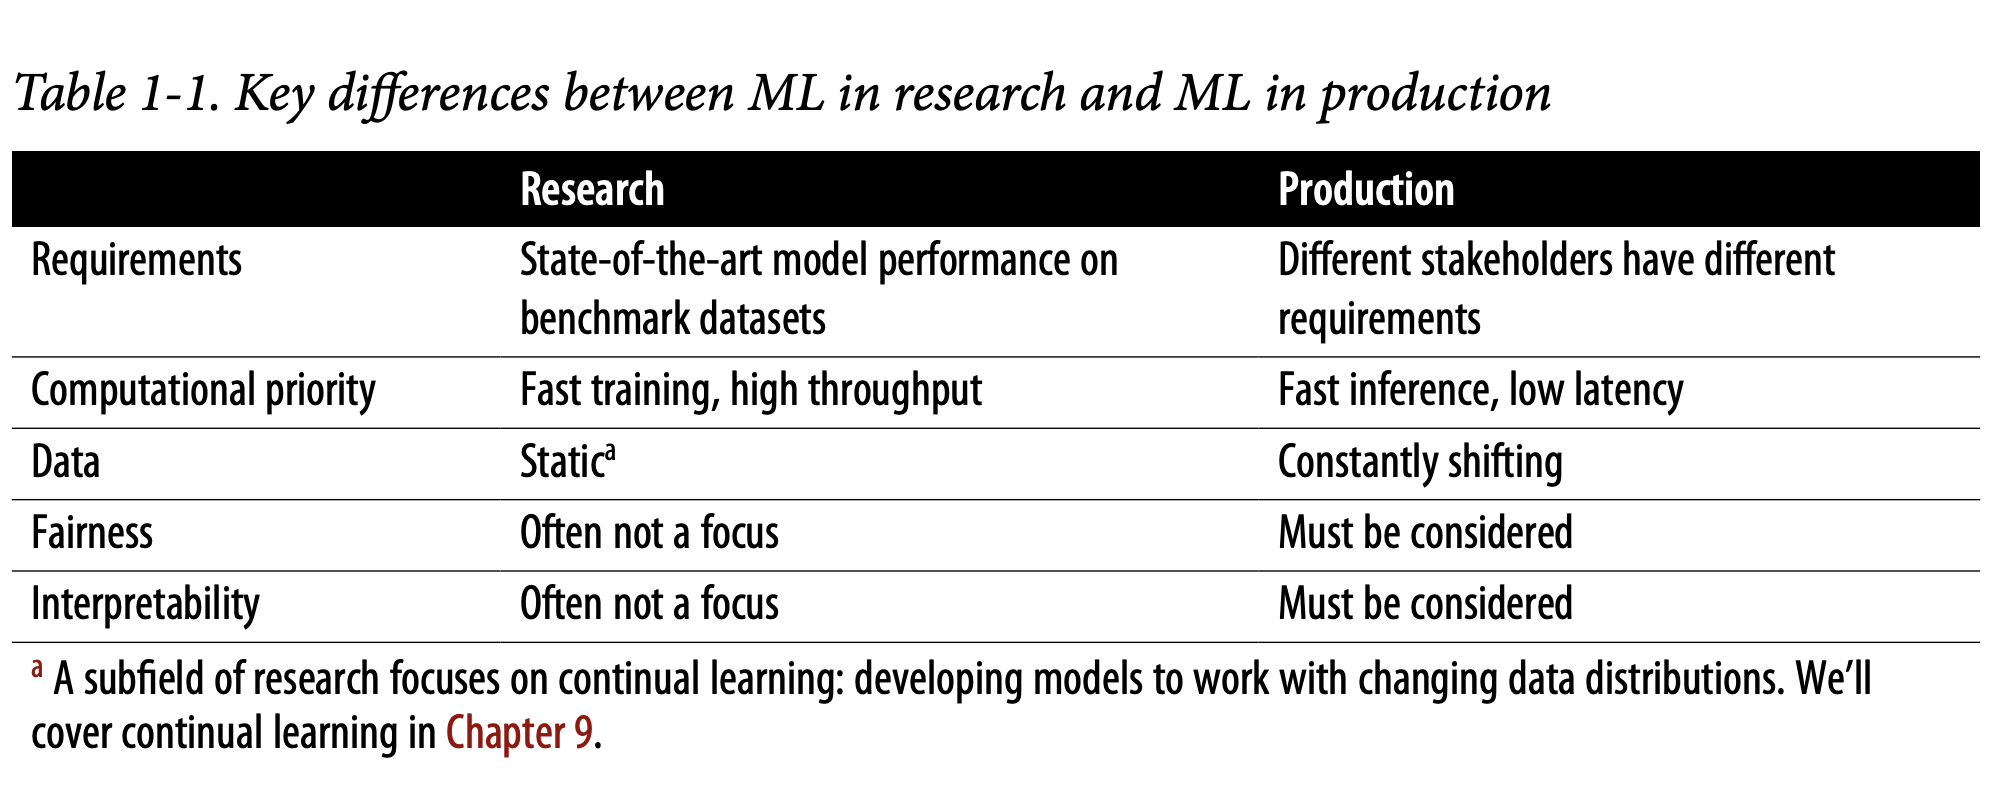 Table 1-1. Key differences between ML in research and ML in production
Research Production
Requirements State-of-the-art model performance on Different stakeholders have different
benchmark datasets requirements
Computational priority Fast training, high throughput Fast inference, low latency
Data Staticᵃ Constantly shifting
Fairness Often not a focus Must be considered
Interpretability Often not a focus Must be considered
ᵃ A subfield of research focuses on continual learning: developing models to work with changing data distributions. We’ll
cover continual learning in Chapter 9.